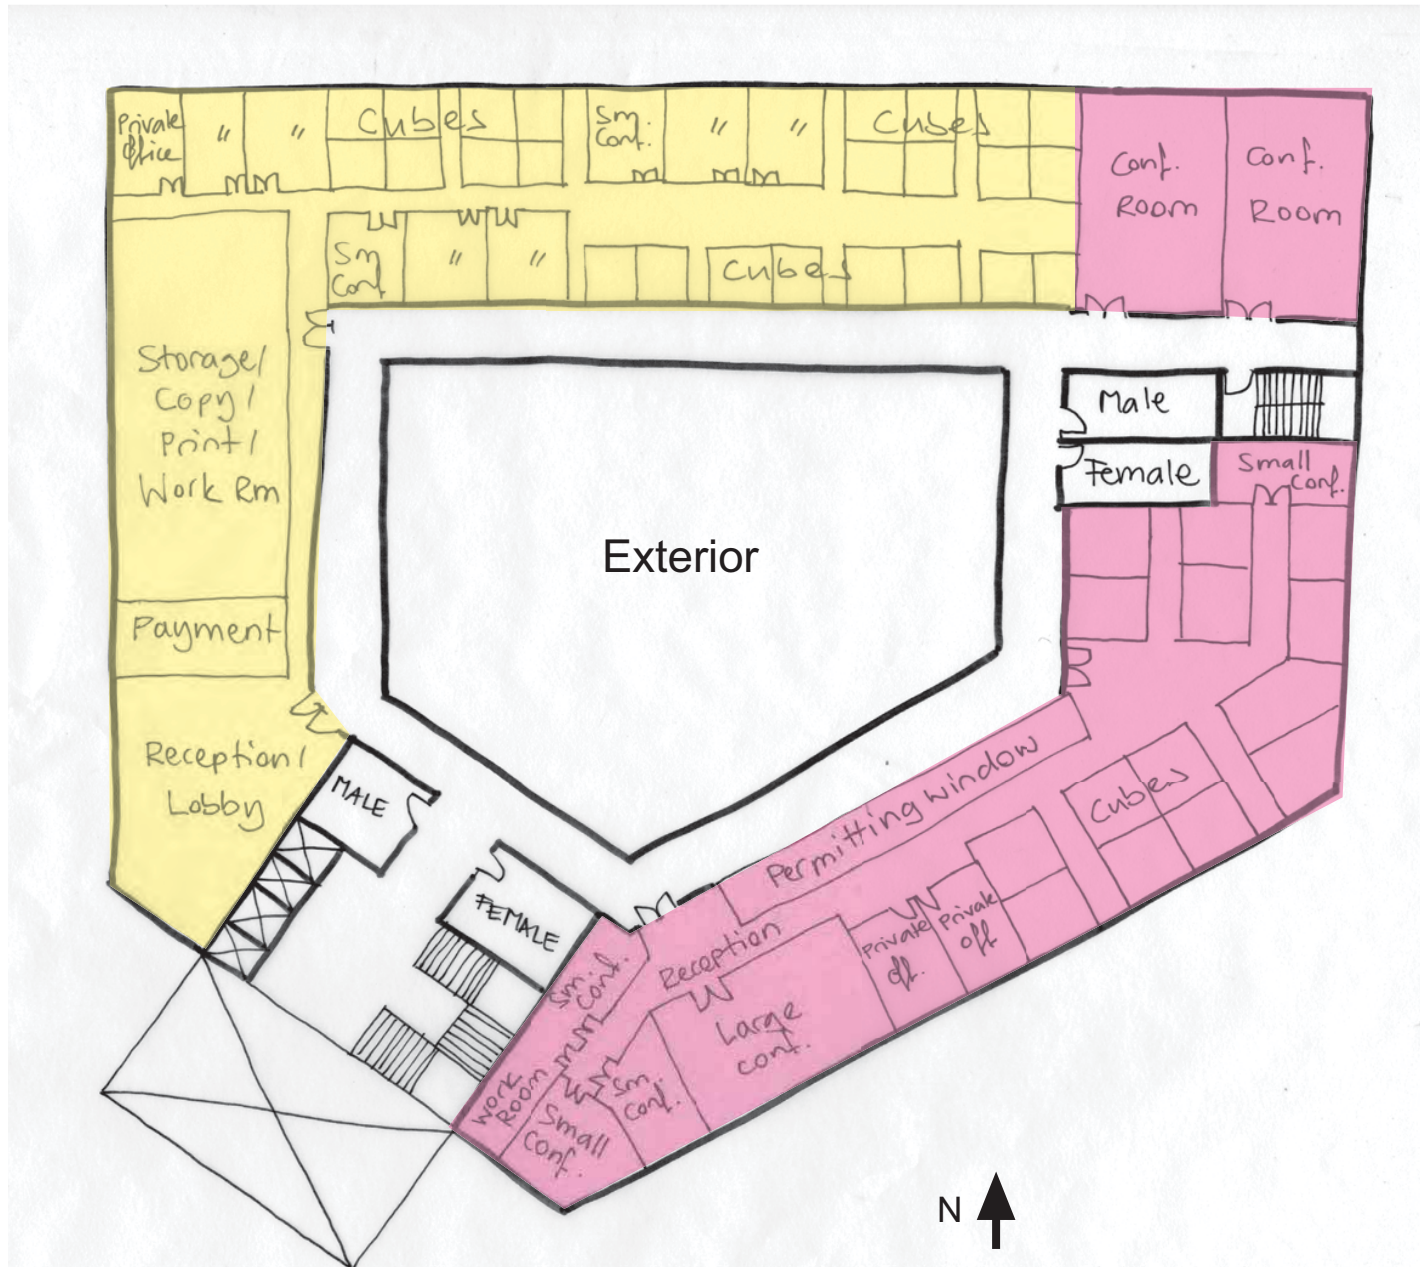 Private
Office
"
"
Cubes
Sm.
Conf.
"
"
Cubes
Conf.
Room
Conf.
Room
Sm
Conf
"
"
Cubes
Storage/
Copy/
Print/
Work Rm
Payment
Reception/
Lobby
Exterior
Male
Female
Small
Conf.
MALE
FEMALE
Permitting Window
Cubes
Reception
Private
Off.
Private
Off
Large
Conf.
Sm.
Conf.
Work
Room
Small
Conf.
Sm
Conf.
N